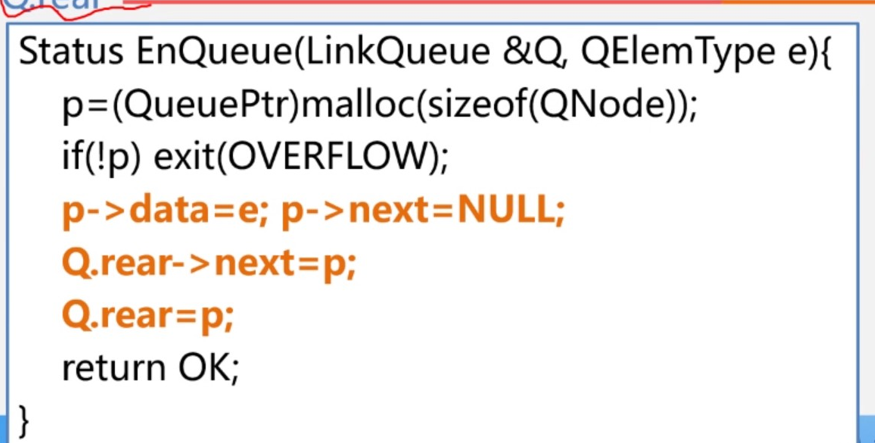 Q.rear
Status EnQueue(LinkQueue &Q, QElemType e){
p=(QueuePtr)malloc(sizeof(QNode));
if(!p) exit(OVERFLOW);
p->data=e; p->next=NULL;
Q.rear->next=p;
Q.rear=p;
return OK;
}